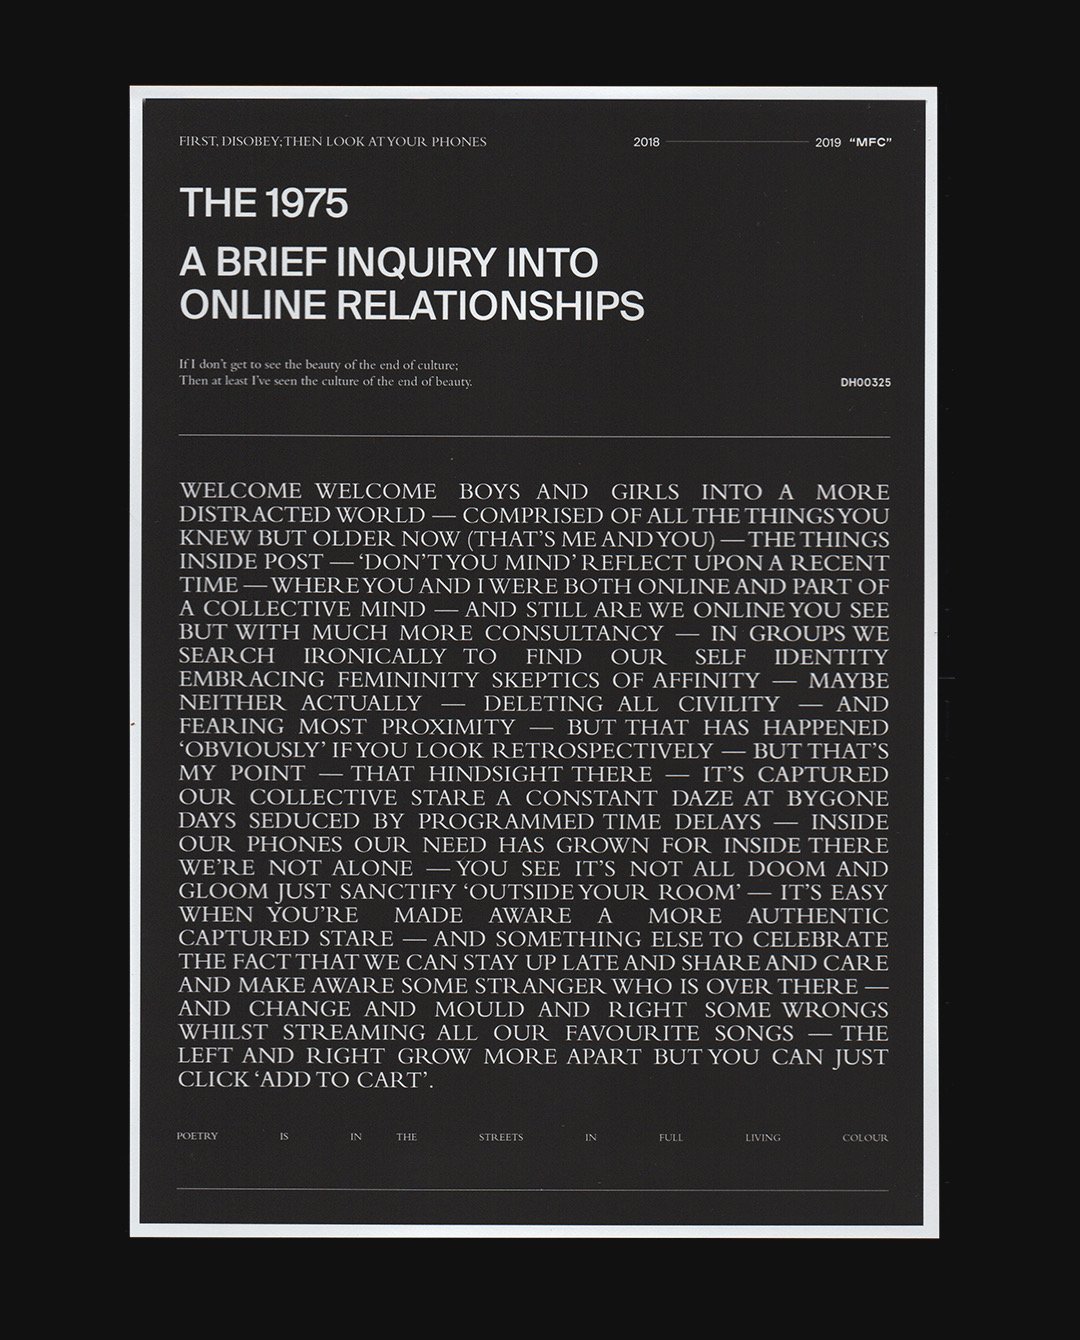 FIRST, DISOBEY; THEN LOOK AT YOUR PHONES
2018 2019 “MFC”
THE 1975
A BRIEF INQUIRY INTO
ONLINE RELATIONSHIPS
If I don’t get to see the beauty of the end of culture;
Then at least I’ve seen the culture of the end of beauty.
DH00325
WELCOME WELCOME BOYS AND GIRLS INTO A MORE
DISTRACTED WORLD — COMPRISED OF ALL THE THINGS YOU
KNEW BUT OLDER NOW (THAT’S ME AND YOU) — THE THINGS
INSIDE POST — ‘DON’T YOU MIND’ REFLECT UPON A RECENT
TIME — WHERE YOU AND I WERE BOTH ONLINE AND PART OF
A COLLECTIVE MIND — AND STILL ARE WE ONLINE YOU SEE
BUT WITH MUCH MORE CONSULTANCY — IN GROUPS WE
SEARCH IRONICALLY TO FIND OUR SELF IDENTITY
EMBRACING FEMININITY SKEPTICS OF AFFINITY — MAYBE
NEITHER ACTUALLY — DELETING ALL CIVILITY — AND
FEARING MOST PROXIMITY — BUT THAT HAS HAPPENED
‘OBVIOUSLY’ IF YOU LOOK RETROSPECTIVELY — BUT THAT’S
MY POINT — THAT HINDSIGHT THERE — IT’S CAPTURED
OUR COLLECTIVE STARE A CONSTANT DAZE AT BYGONE
DAYS SEDUCED BY PROGRAMMED TIME DELAYS — INSIDE
OUR PHONES OUR NEED HAS GROWN FOR INSIDE THERE
WE’RE NOT ALONE — YOU SEE IT’S NOT ALL DOOM AND
GLOOM JUST SANCTIFY ‘OUTSIDE YOUR ROOM’ — IT’S EASY
WHEN YOU’RE MADE AWARE A MORE AUTHENTIC
CAPTURED STARE — AND SOMETHING ELSE TO CELEBRATE
THE FACT THAT WE CAN STAY UP LATE AND SHARE AND CARE
AND MAKE AWARE SOME STRANGER WHO IS OVER THERE —
AND CHANGE AND MOULD AND RIGHT SOME WRONGS
WHILST STREAMING ALL OUR FAVOURITE SONGS — THE
LEFT AND RIGHT GROW MORE APART BUT YOU CAN JUST
CLICK ‘ADD TO CART’.
POETRY IS IN THE STREETS IN FULL LIVING COLOUR